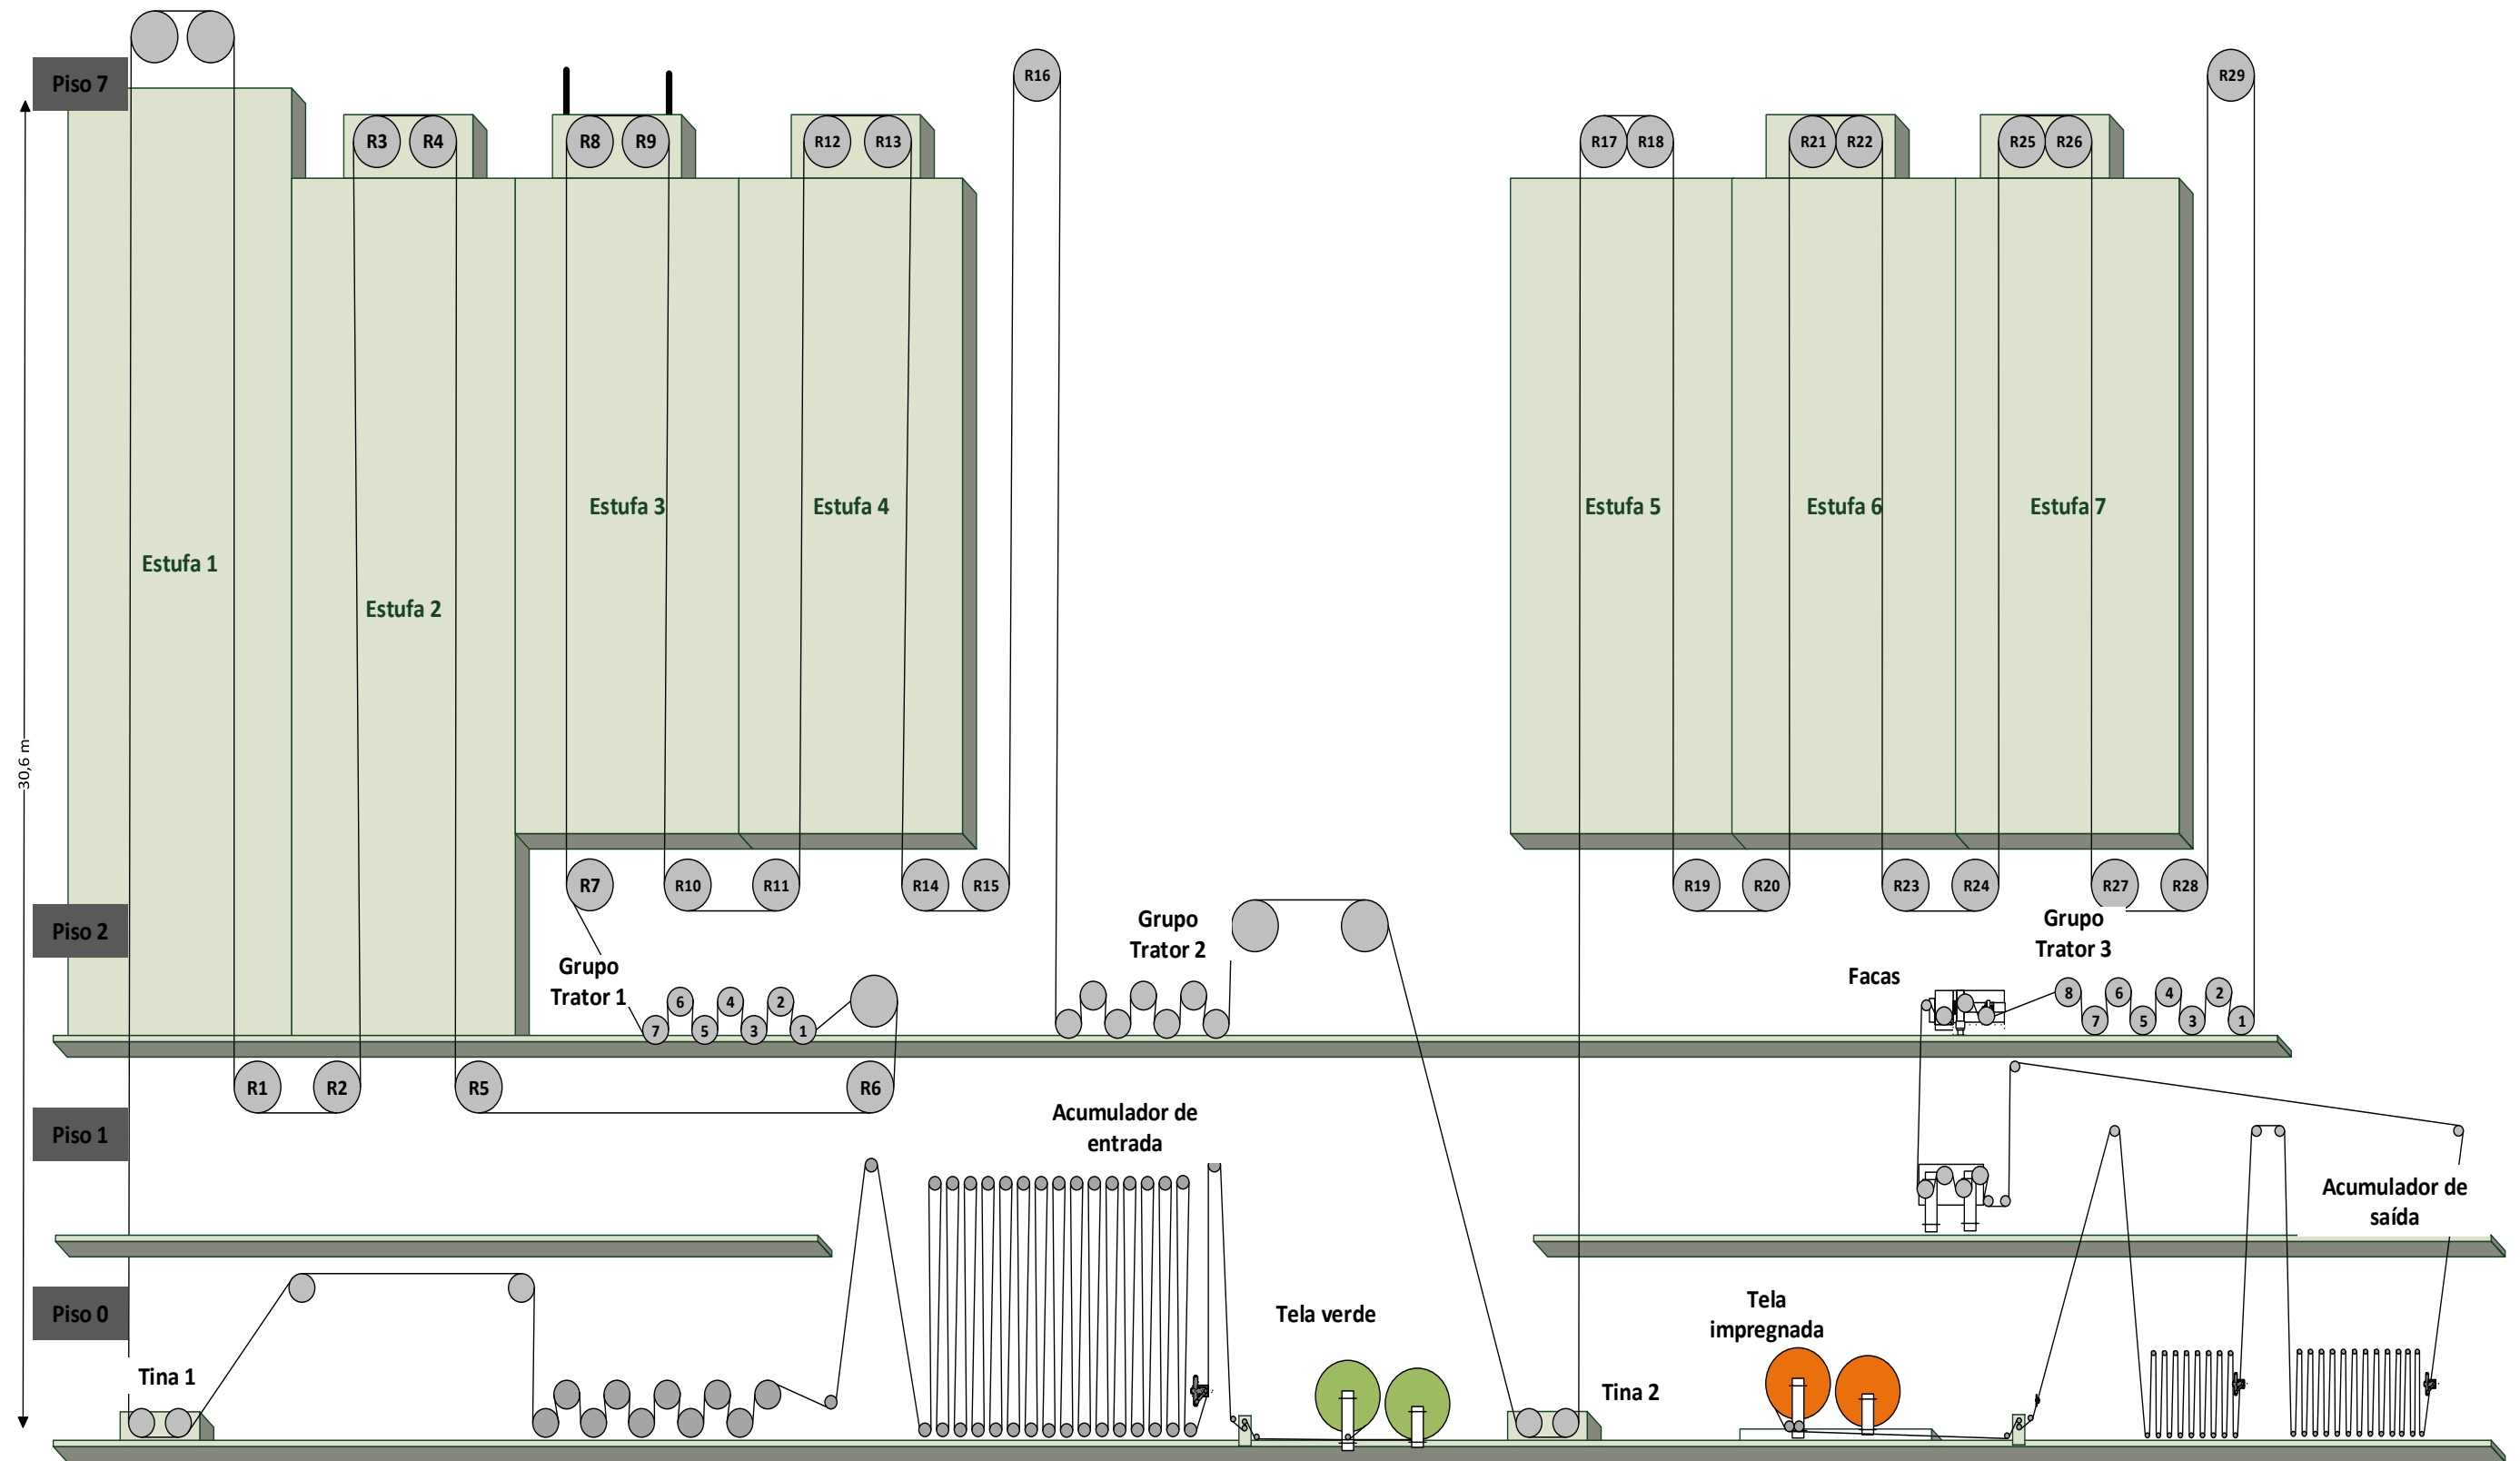 Piso 7
R16
R29
R3
R4
R8
R9
R12
R13
R17
R18
R21
R22
R25
R26
Estufa 3
Estufa 4
Estufa 5
Estufa 6
Estufa 7
Estufa 1
Estufa 2
30,6 m
R7
R10
R11
R14
R15
R19
R20
R23
R24
R27
R28
Piso 2
Grupo
Trator 2
Grupo
Trator 3
Grupo
Trator 1
Facas
6
4
2
7
5
3
1
8
6
4
2
7
5
3
1
R1
R2
R5
R6
Piso 1
Acumulador de
entrada
Acumulador de
saída
Piso 0
Tela verde
Tela
impregnada
Tina 1
Tina 2